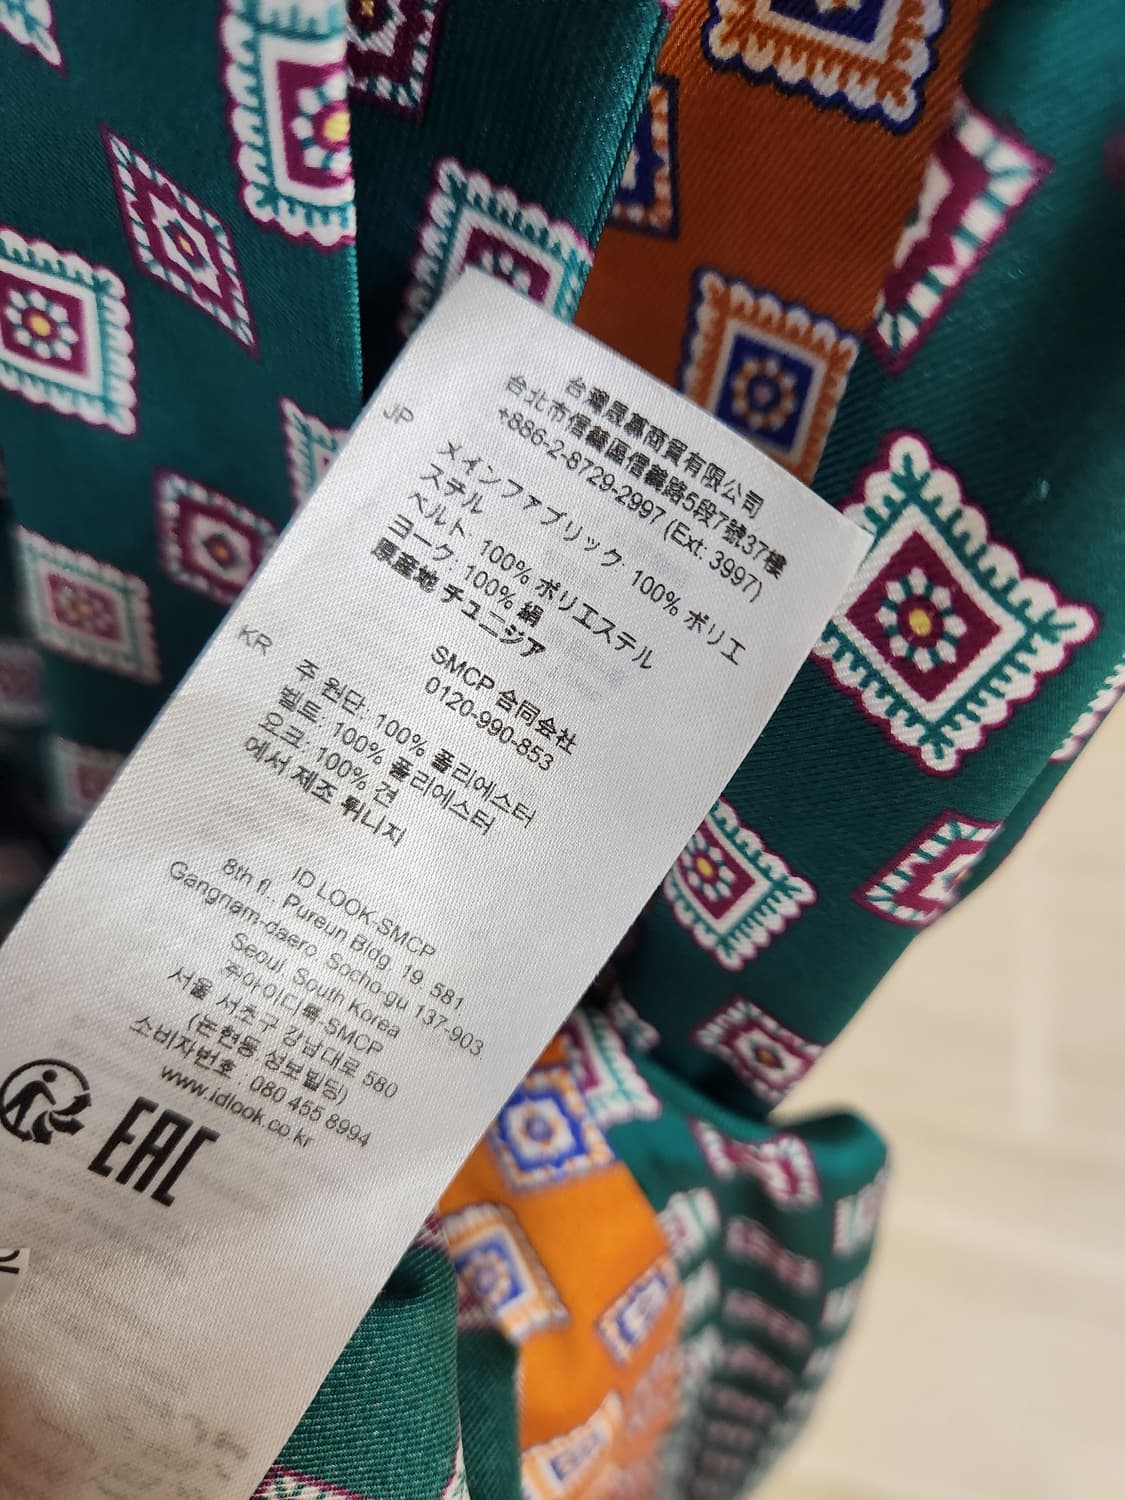 台灣晟慕商貿有限公司
台北市信義區信義路5段7號37樓
+886-2-8729-2997 (Ext: 3997)
JP
メインファブリック: 100% ポリエ
ステル
ベルト: 100% ポリエステル
ヨーク: 100% 絹
原産地 チュニジア
SMCP 合同会社
0120-990-853
KR
주 원단: 100% 폴리에스터
벨트: 100% 폴리에스터
요크: 100% 견
에서 제조 튀니지
ID LOOK-SMCP
8th fl., Pureun Bldg. 19, 581
Gangnam-daero, Socho-gu 137-903
Seoul, South Korea
㈜아이디룩-SMCP
서울 서초구 강남대로 580
(논현동 성보빌딩)
소비자번호 : 080 455 8994
www.idlook.co.kr
EAC